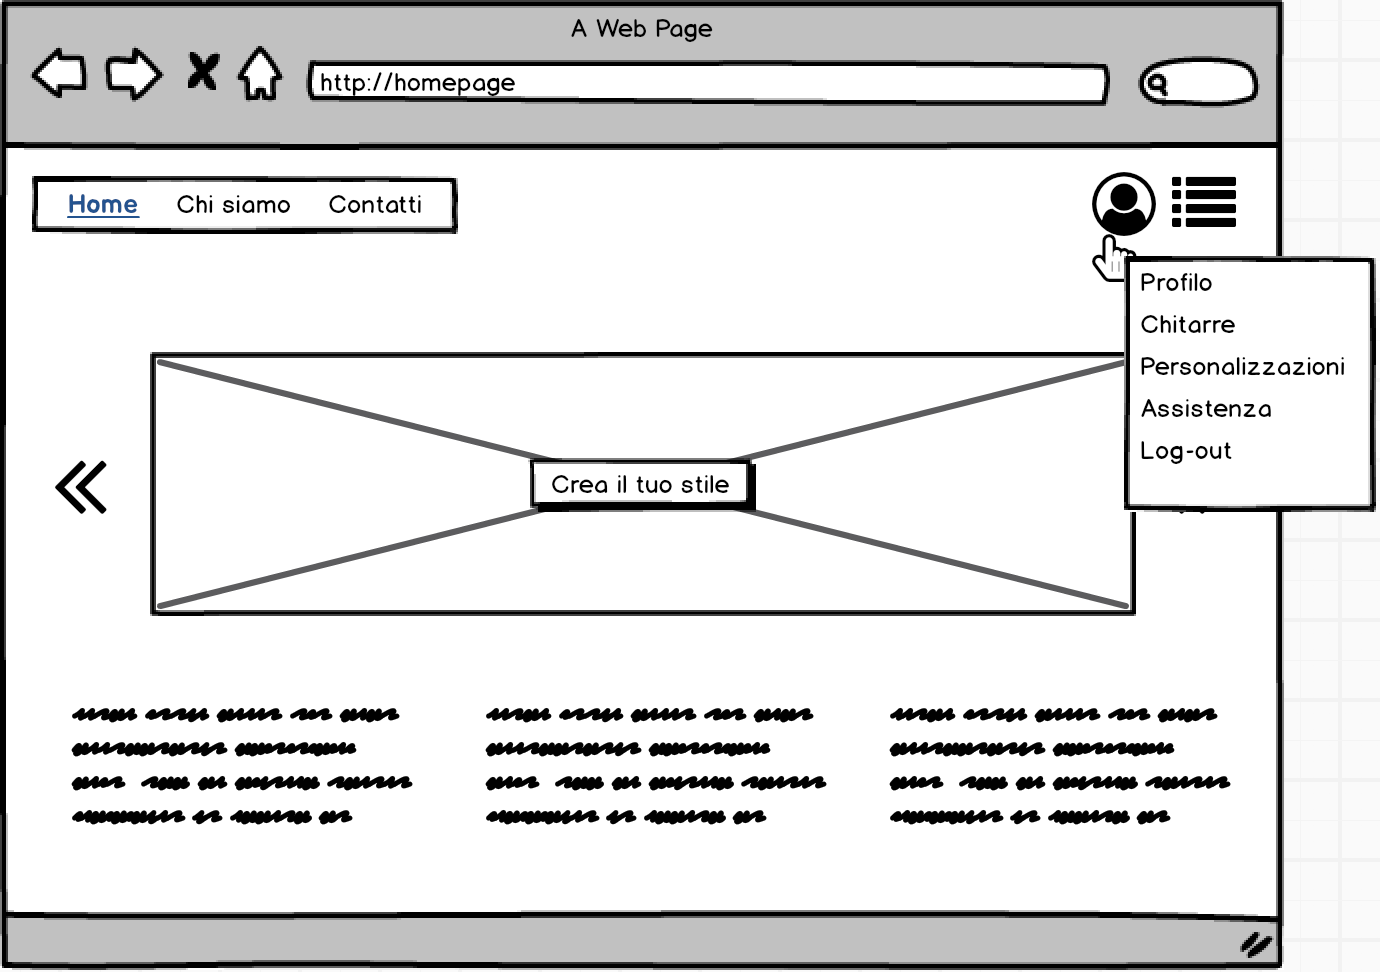 A Web Page
http://homepage
Home Chi siamo Contatti
Profilo
Chitarre
Personalizzazioni
Assistenza
Log-out
Crea il tuo stile